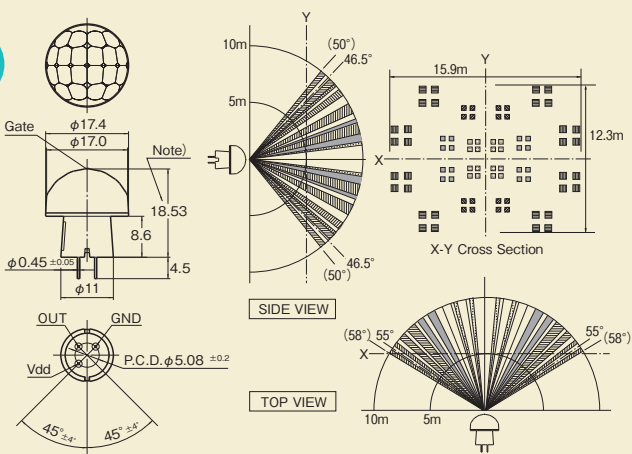 Gate
φ17.4
φ17.0
Note)
18.53
8.6
4.5
φ0.45 ±0.05
φ11
OUT
GND
Vdd
P.C.D.φ5.08 ±0.2
45°±4°
45°±4°
Y
10m
5m
(50°)
46.5°
46.5°
(50°)
SIDE VIEW
Y
15.9m
X
12.3m
X-Y Cross Section
(58°) 55°
X
55°
(58°)
10m
5m
TOP VIEW